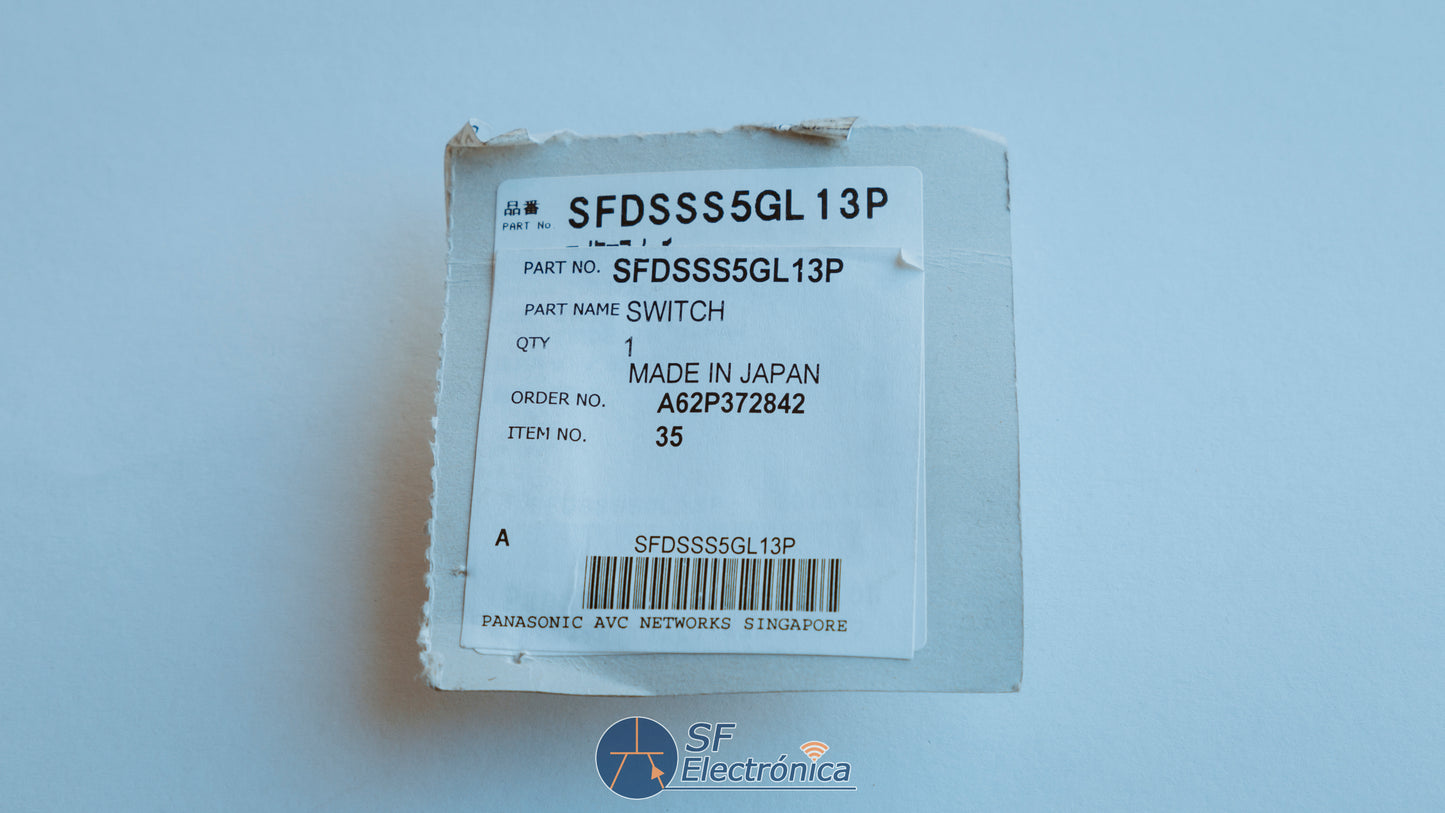 品番
PART No. SFDSSS5GL13P
PART NO. SFDSSS5GL13P
PART NAME SWITCH
QTY 1
MADE IN JAPAN
ORDER NO. A62P372842
ITEM NO. 35
A
SFDSSS5GL13P
PANASONIC AVC NETWORKS SINGAPORE
SF
Electrónica